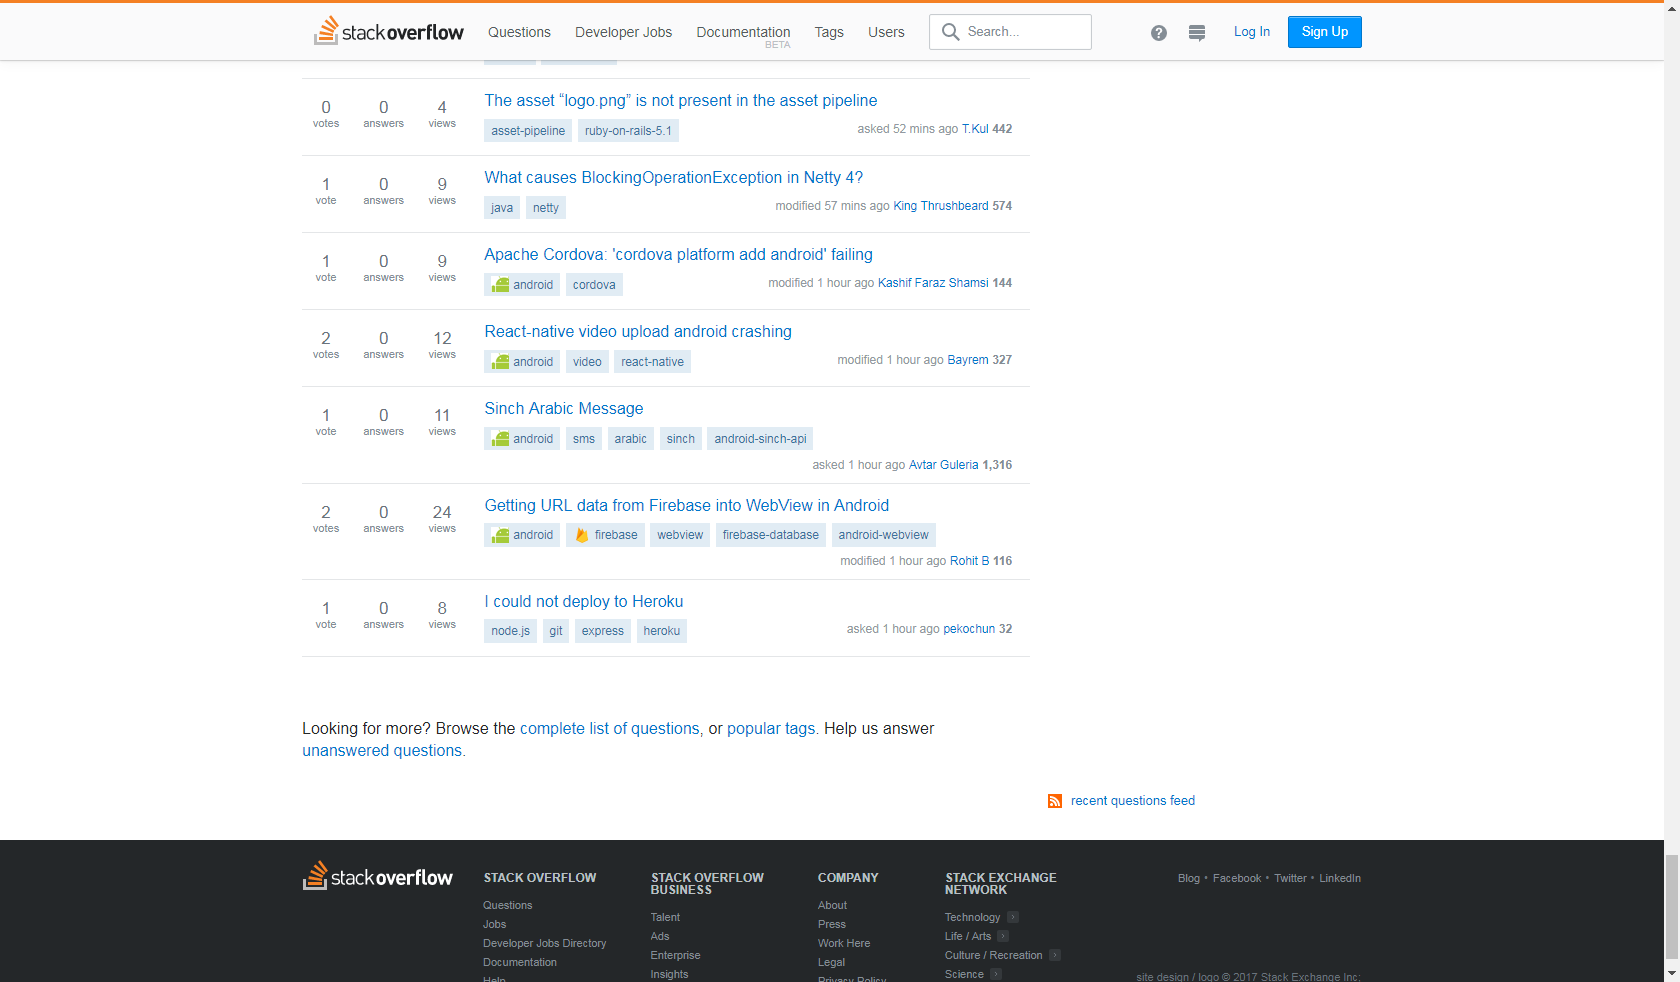 stackoverflow Questions Developer Jobs Documentation BETA Tags Users Search... Log In Sign Up
0 votes 0 answers 4 views
The asset “logo.png” is not present in the asset pipeline
asset-pipeline ruby-on-rails-5.1
asked 52 mins ago T.Kul 442
1 vote 0 answers 9 views
What causes BlockingOperationException in Netty 4?
java netty
modified 57 mins ago King Thrushbeard 574
1 vote 0 answers 9 views
Apache Cordova: 'cordova platform add android' failing
android cordova
modified 1 hour ago Kashif Faraz Shamsi 144
2 votes 0 answers 12 views
React-native video upload android crashing
android video react-native
modified 1 hour ago Bayrem 327
1 vote 0 answers 11 views
Sinch Arabic Message
android sms arabic sinch android-sinch-api
asked 1 hour ago Avtar Guleria 1,316
2 votes 0 answers 24 views
Getting URL data from Firebase into WebView in Android
android firebase webview firebase-database android-webview
modified 1 hour ago Rohit B 116
1 vote 0 answers 8 views
I could not deploy to Heroku
node.js git express heroku
asked 1 hour ago pekochun 32
Looking for more? Browse the complete list of questions, or popular tags. Help us answer
unanswered questions.
recent questions feed
stackoverflow
STACK OVERFLOW
Questions
Jobs
Developer Jobs Directory
Documentation
Help
STACK OVERFLOW
BUSINESS
Talent
Ads
Enterprise
Insights
COMPANY
About
Press
Work Here
Legal
Privacy Policy
STACK EXCHANGE
NETWORK
Technology
Life / Arts
Culture / Recreation
Science
Blog • Facebook • Twitter • LinkedIn
site design / logo © 2017 Stack Exchange Inc;